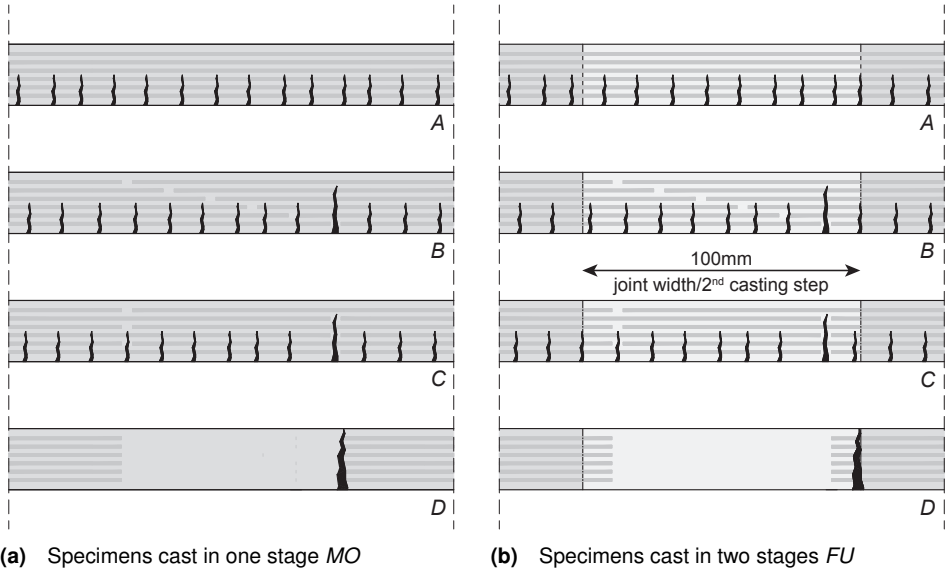 A
A
B
B
100mm
joint width/2nd casting step
C
C
D
D
(a) Specimens cast in one stage MO
(b) Specimens cast in two stages FU